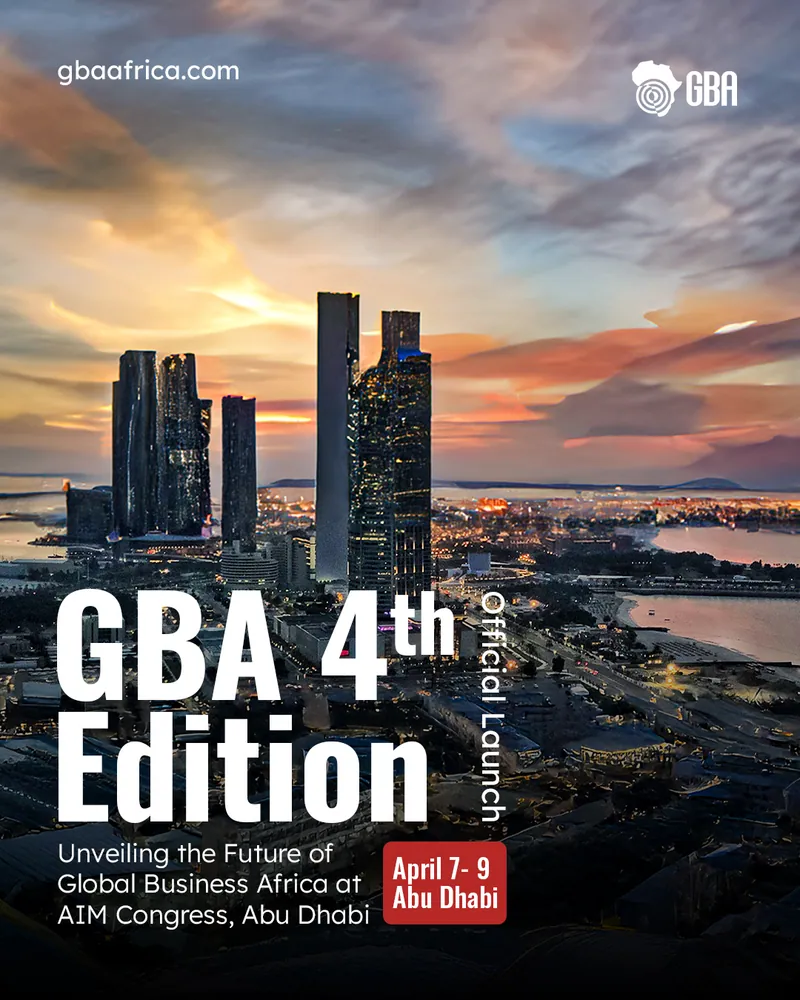 gbaafrica.com
GBA
GBA 4th
Edition
Official Launch
Unveiling the Future of
Global Business Africa at
AIM Congress, Abu Dhabi
April 7- 9
Abu Dhabi